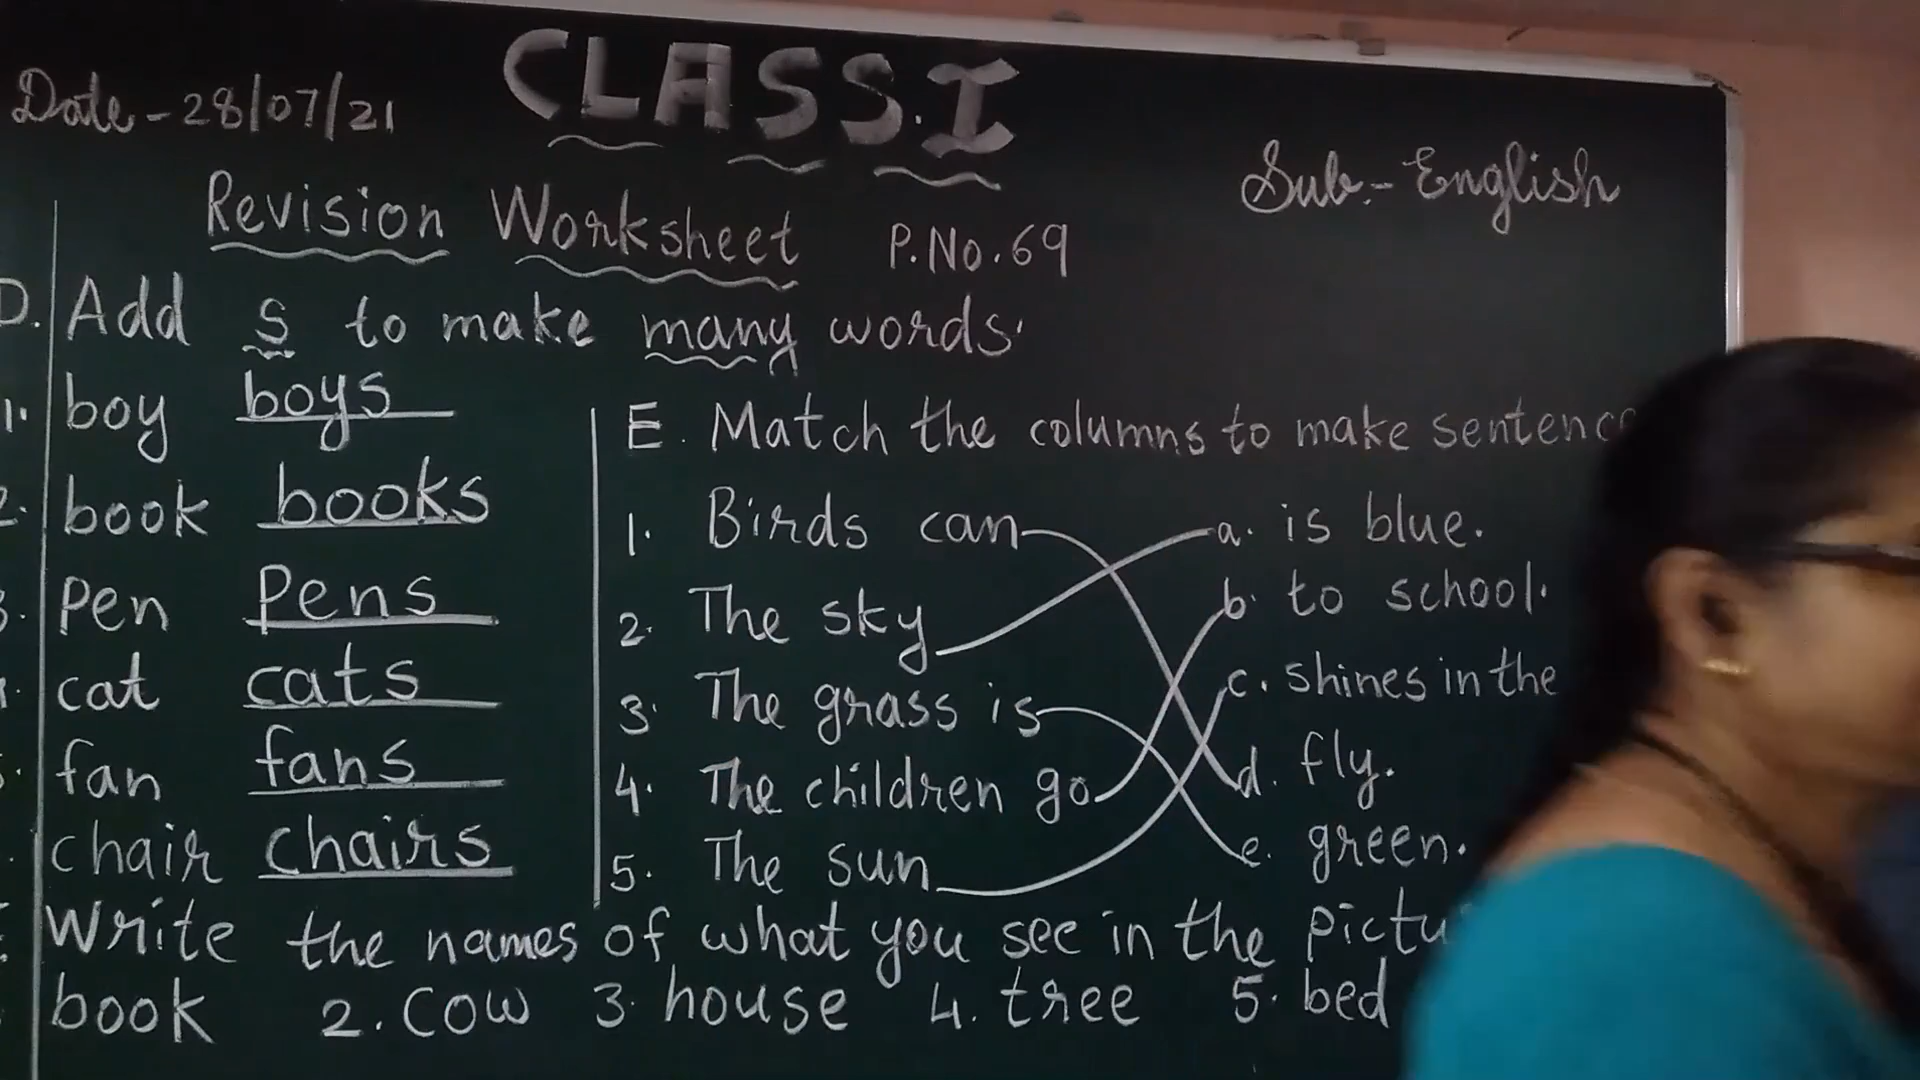 Date-28/07/21
CLASS.I
Sub:- English
Revision Worksheet P.No.69
D. Add s to make many words.
1. boy boys
2. book books
3. Pen Pens
cat cats
fan fans
chair chairs
E. Match the columns to make
1. Birds can a. is blue.
2. The sky b. to school.
3. The grass is c. shines in the
4. The children go d. fly.
5. The sun e. green.
Write the names of what you see in the
book 2. Cow 3. house 4. tree 5. bed